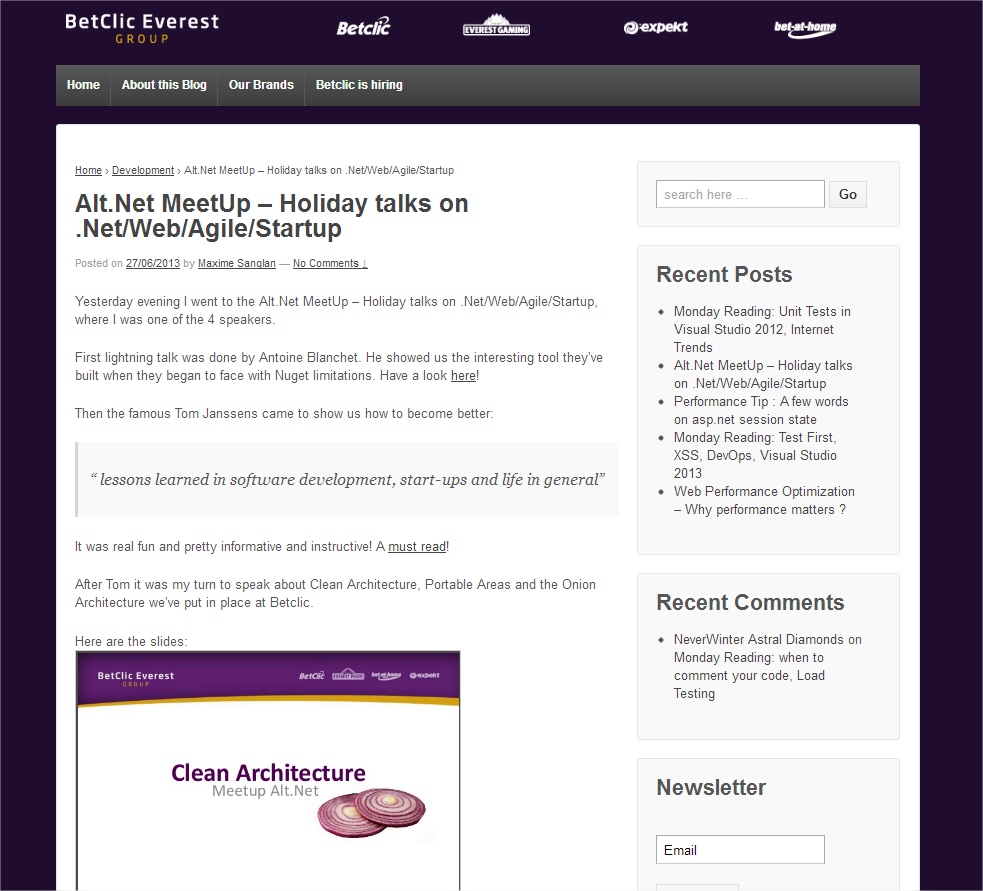 BetClic Everest
GROUP
BetClic
EVEREST GAMING
expekt
bet-at-home
Home
About this Blog
Our Brands
Betclic is hiring
Home › Development › Alt.Net MeetUp – Holiday talks on .Net/Web/Agile/Startup
Alt.Net MeetUp – Holiday talks on
.Net/Web/Agile/Startup
Posted on 27/06/2013 by Maxime Sanglan — No Comments ↓
Yesterday evening I went to the Alt.Net MeetUp – Holiday talks on .Net/Web/Agile/Startup,
where I was one of the 4 speakers.
First lightning talk was done by Antoine Blanchet. He showed us the interesting tool they’ve
built when they began to face with Nuget limitations. Have a look here!
Then the famous Tom Janssens came to show us how to become better:
“ lessons learned in software development, start-ups and life in general”
It was real fun and pretty informative and instructive! A must read!
After Tom it was my turn to speak about Clean Architecture, Portable Areas and the Onion
Architecture we’ve put in place at Betclic.
Here are the slides:
BetClic Everest
GROUP
BetClic
EVEREST POKER
bet-at-home
expekt
Clean Architecture
Meetup Alt.Net
search here …
Go
Recent Posts
Monday Reading: Unit Tests in
Visual Studio 2012, Internet
Trends
Alt.Net MeetUp – Holiday talks
on .Net/Web/Agile/Startup
Performance Tip : A few words
on asp.net session state
Monday Reading: Test First,
XSS, DevOps, Visual Studio
2013
Web Performance Optimization
– Why performance matters ?
Recent Comments
NeverWinter Astral Diamonds on
Monday Reading: when to
comment your code, Load
Testing
Newsletter
Email